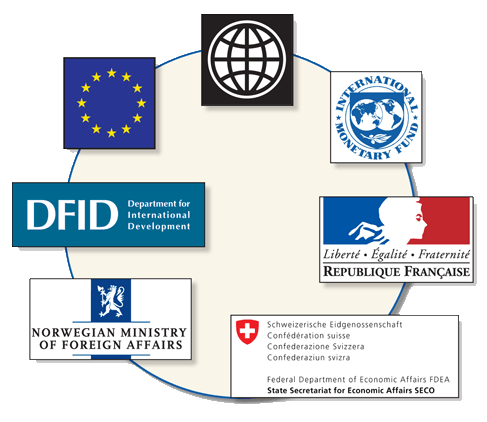 INTERNATIONAL
MONETARY FUND
DFID
Department for
International
Development
Liberté • Égalité • Fraternité
RÉPUBLIQUE FRANÇAISE
NORWEGIAN MINISTRY
OF FOREIGN AFFAIRS
Schweizerische Eidgenossenschaft
Confédération suisse
Confederazione Svizzera
Confederaziun svizra
Federal Department of Economic Affairs FDEA
State Secretariat for Economic Affairs SECO